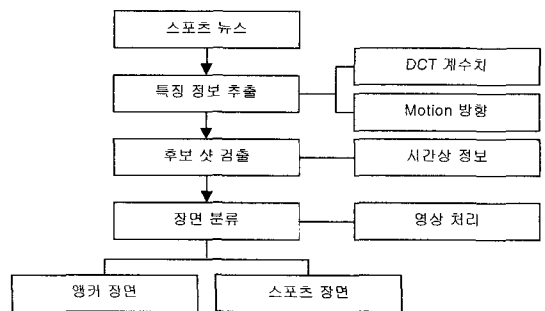 스포츠 뉴스
DCT 계수치
특징 정보 추출
Motion 방향
후보 샷 검출
시간상 정보
장면 분류
영상 처리
앵커 장면
스포츠 장면